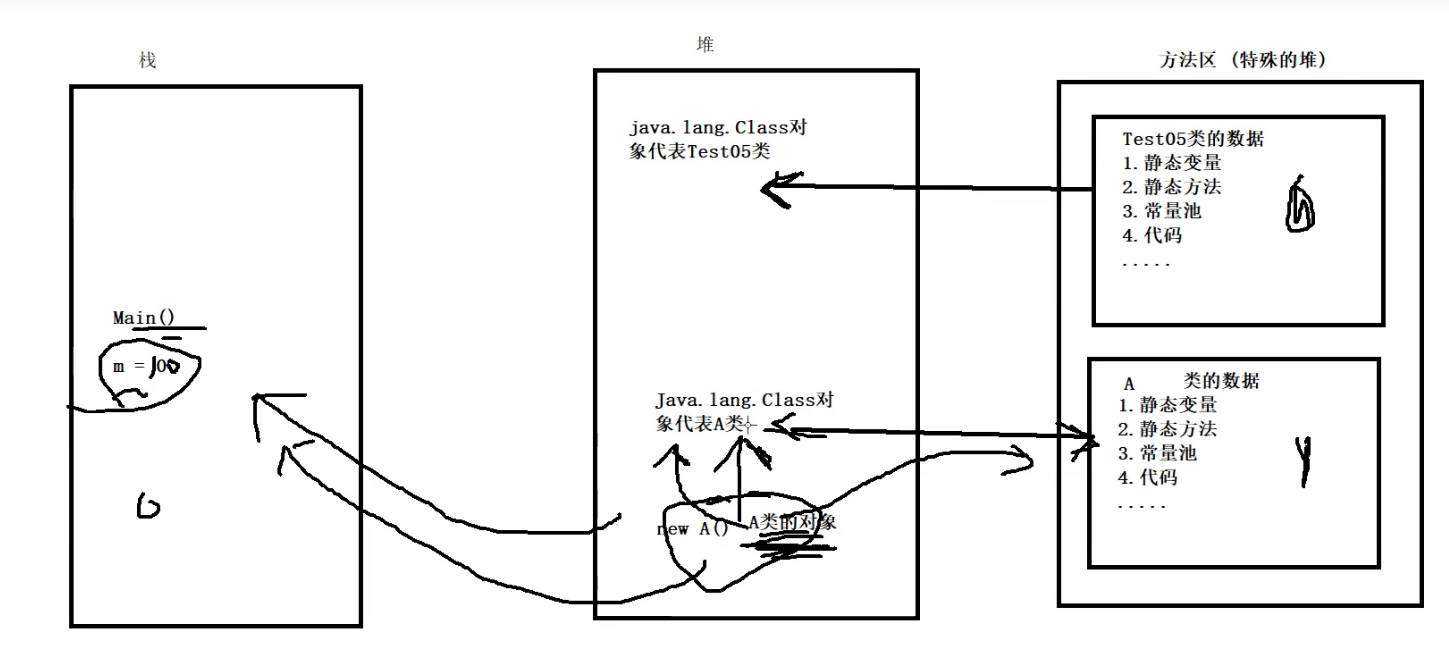 栈
堆
方法区 (特殊的堆)
java.lang.Class对
象代表Test05类
Test05类的数据
1. 静态变量
2. 静态方法
3. 常量池
4. 代码
.....
Main()
m = 100
Java.lang.Class对
象代表A类
new A()
A类的对象
A 类的数据
1. 静态变量
2. 静态方法
3. 常量池
4. 代码
.....